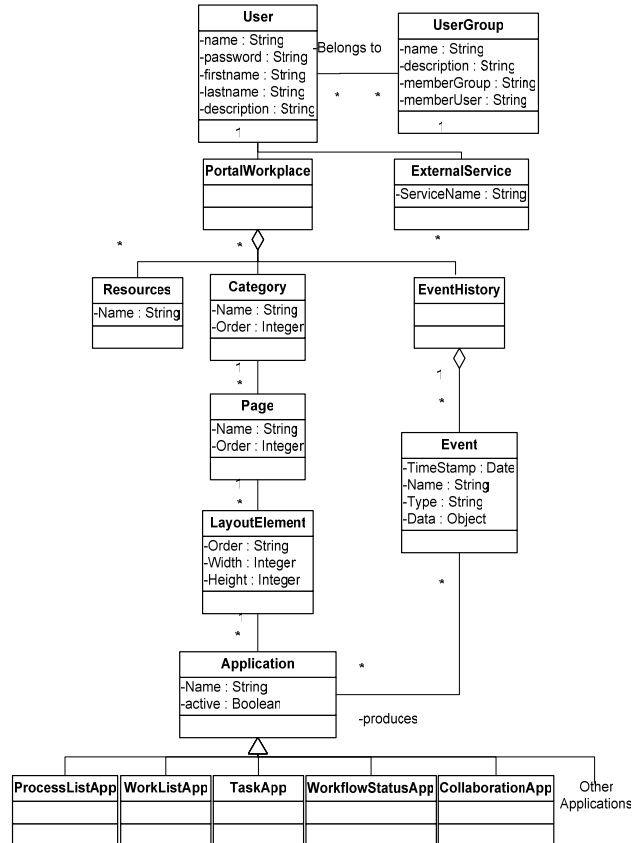 User
-name : String
-password : String
-firstname : String
-lastname : String
-description : String
1
-Belongs to
*
*
UserGroup
-name : String
-description : String
-memberGroup : String
-memberUser : String
1
PortalWorkplace
ExternalService
-ServiceName : String
*
*
*
Resources
-Name : String
Category
-Name : String
-Order : Integer
EventHistory
1
*
1
*
Page
-Name : String
-Order : Integer
Event
-TimeStamp : Date
-Name : String
-Type : String
-Data : Object
1
*
LayoutElement
-Order : String
-Width : Integer
-Height : Integer
*
1
*
Application
-Name : String
-active : Boolean
*
-produces
ProcessListApp
WorkListApp
TaskApp
WorkflowStatusApp
CollaborationApp
Other
Applications